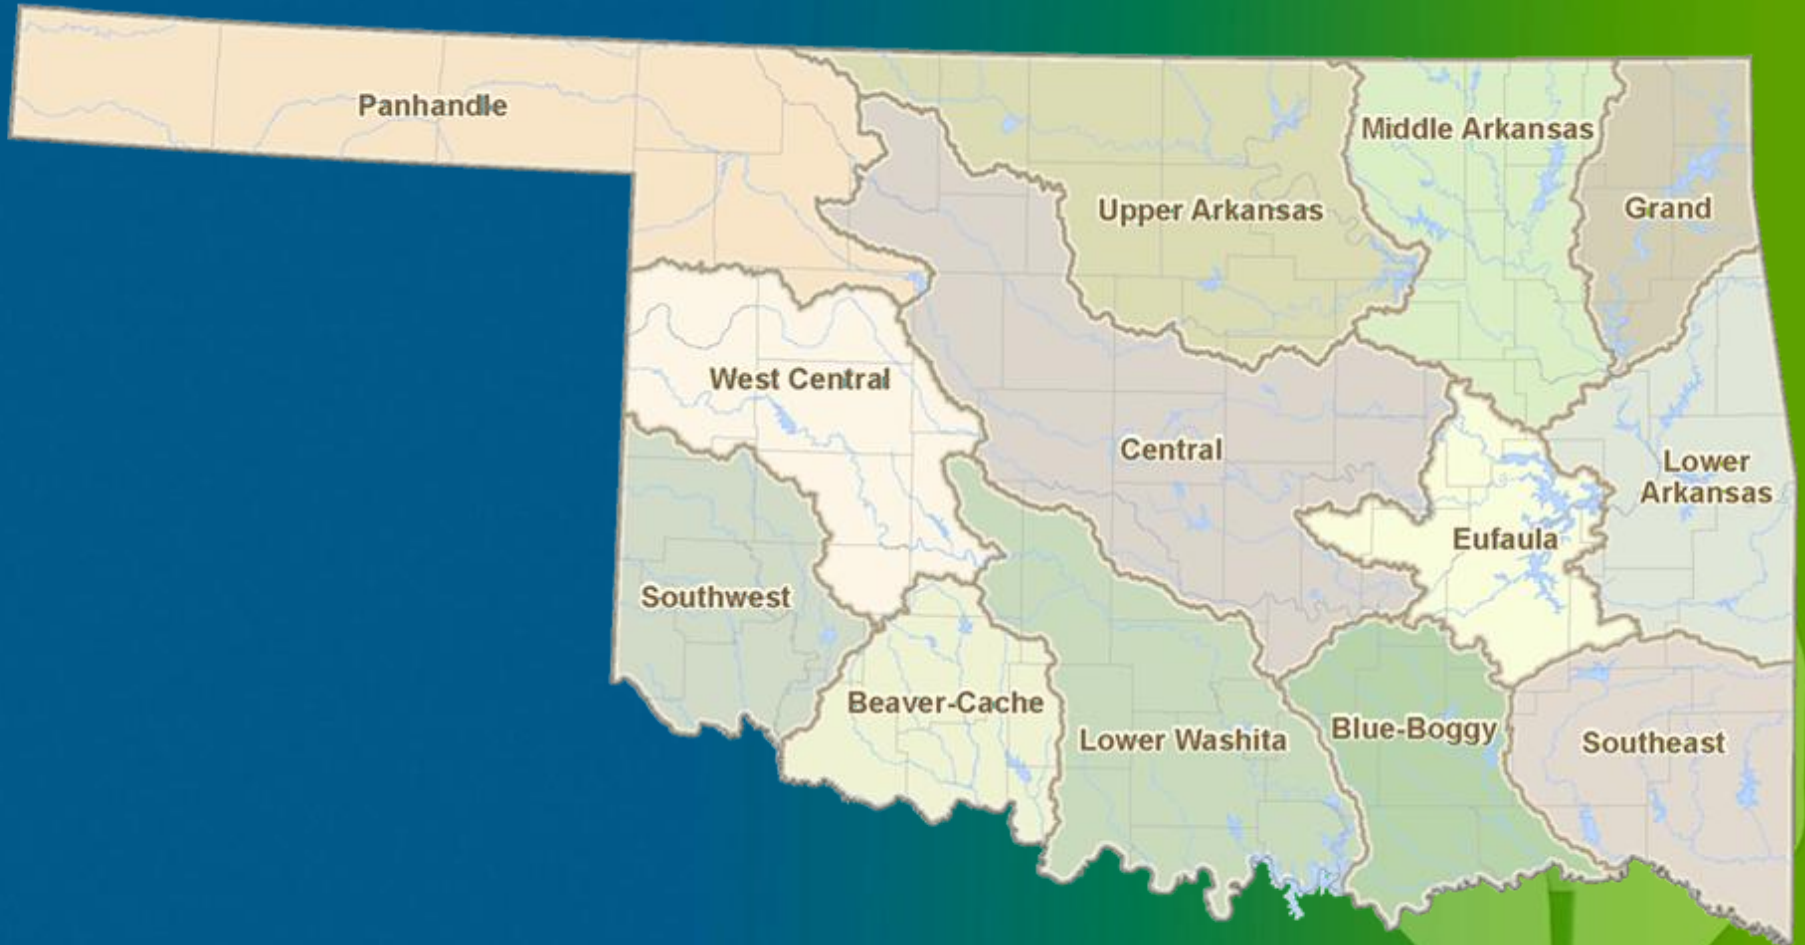 Panhandle
Middle Arkansas
Upper Arkansas
Grand
West Central
Central
Lower
Arkansas
Eufaula
Southwest
Beaver-Cache
Lower Washita
Blue-Boggy
Southeast